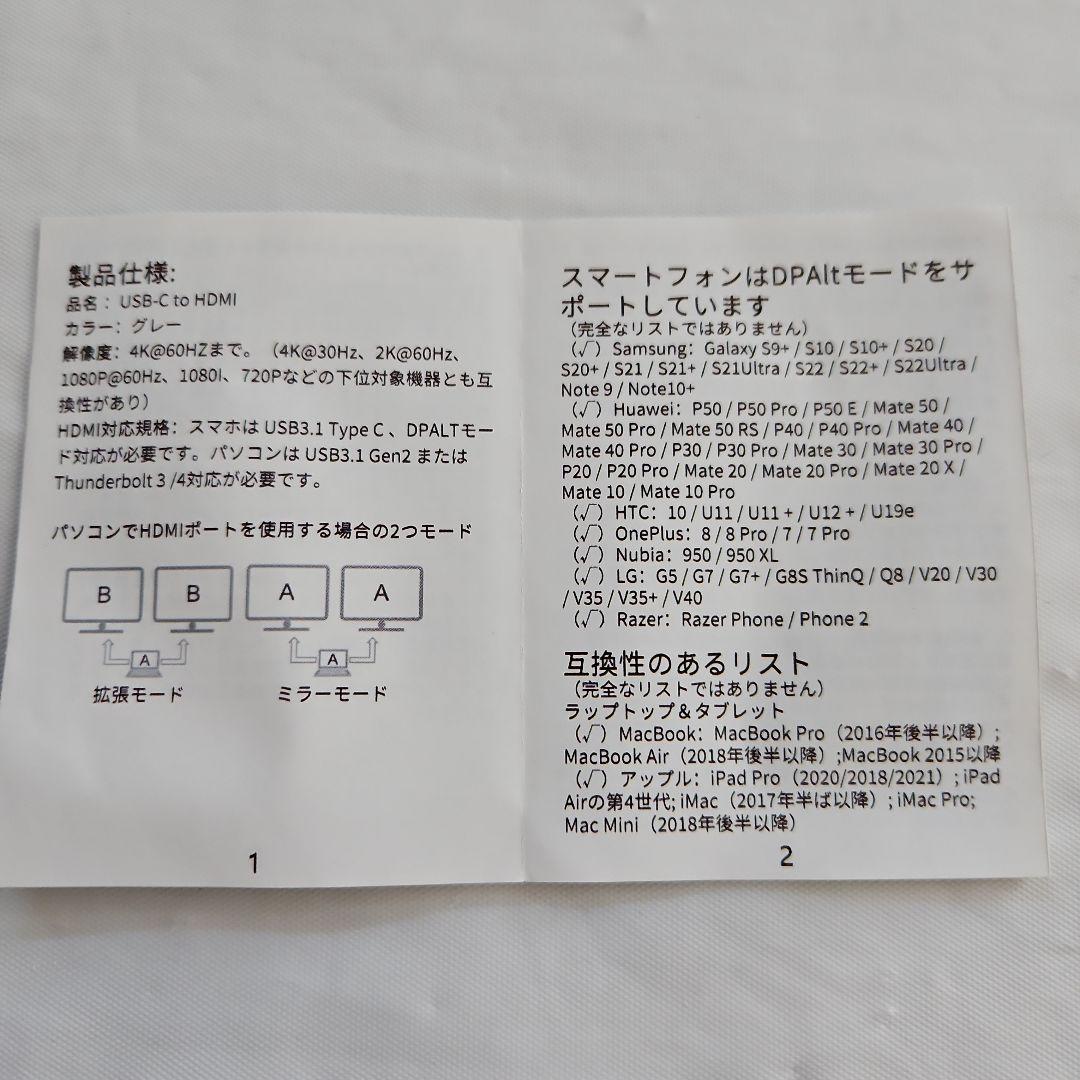 製品仕様:
品名 : USB-C to HDMI
カラー：グレー
解像度：4K@60HZまで。（4K@30Hz、2K@60Hz、
1080P@60Hz、1080I、720Pなどの下位対象機器とも互
換性があり）
HDMI対応規格：スマホは USB3.1 Type C 、DPALTモー
ド対応が必要です。パソコンは USB3.1 Gen2 または
Thunderbolt 3 /4対応が必要です。
パソコンでHDMIポートを使用する場合の2つモード
B B A A
A A
拡張モード ミラーモード
1
スマートフォンはDPAltモードをサ
ポートしています
（完全なリストではありません）
（√）Samsung：Galaxy S9+ / S10 / S10+ / S20 /
S20+ / S21 / S21+ / S21Ultra / S22 / S22+ / S22Ultra /
Note 9 / Note10+
（√）Huawei：P50 / P50 Pro / P50 E / Mate 50 /
Mate 50 Pro / Mate 50 RS / P40 / P40 Pro / Mate 40 /
Mate 40 Pro / P30 / P30 Pro / Mate 30 / Mate 30 Pro /
P20 / P20 Pro / Mate 20 / Mate 20 Pro / Mate 20 X /
Mate 10 / Mate 10 Pro
（√）HTC：10 / U11 / U11 + / U12 + / U19e
（√）OnePlus：8 / 8 Pro / 7 / 7 Pro
（√）Nubia：950 / 950 XL
（√）LG：G5 / G7 / G7+ / G8S ThinQ / Q8 / V20 / V30
/ V35 / V35+ / V40
（√）Razer：Razer Phone / Phone 2
互換性のあるリスト
（完全なリストではありません）
ラップトップ＆タブレット
（√）MacBook：MacBook Pro（2016年後半以降）;
MacBook Air（2018年後半以降）;MacBook 2015以降
（√）アップル：iPad Pro（2020/2018/2021）; iPad
Airの第4世代; iMac（2017年半ば以降）; iMac Pro;
Mac Mini（2018年後半以降）
2